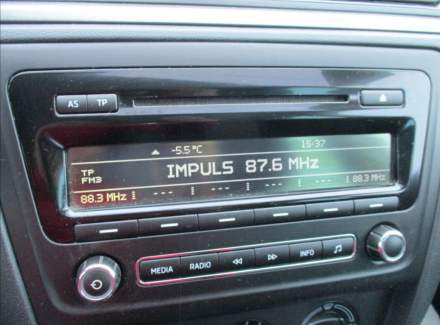 AS TP
-5.5°C 15:37
TP IMPULS 87.6 MHz
FM3
88.3 MHz --- --- --- --- 88.3 MHz
MEDIA RADIO INFO